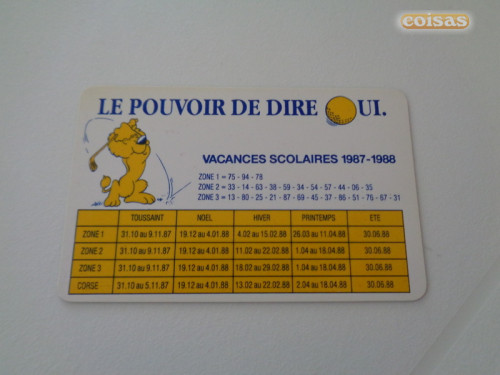 eoisas
LE POUVOIR DE DIRE OUI.
VACANCES SCOLAIRES 1987-1988
ZONE 1 = 75 - 94 - 78
ZONE 2 = 33 - 14 - 63 - 38 - 59 - 34 - 54 - 57 - 44 - 06 - 35
ZONE 3 = 13 - 80 - 25 - 21 - 87 - 69 - 45 - 37 - 86 - 51 - 76 - 67 - 31
TOUSSAINT NOEL HIVER PRINTEMPS ETE
ZONE 1 31.10 au 9.11.87 19.12 au 4.01.88 4.02 au 15.02.88 26.03 au 11.04.88 30.06.88
ZONE 2 31.10 au 9.11.87 19.12 au 4.01.88 11.02 au 22.02.88 1.04 au 18.04.88 30.06.88
ZONE 3 31.10 au 9.11.87 19.12 au 4.01.88 18.02 au 29.02.88 1.04 au 18.04.88 30.06.88
CORSE 31.10 au 5.11.87 19.12 au 4.01.88 13.02 au 22.02.88 2.04 au 18.04.88 30.06.88